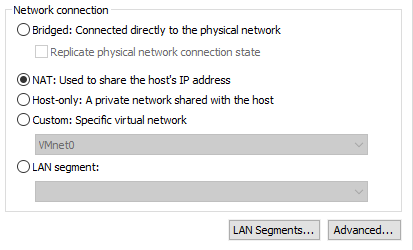 Network connection
Bridged: Connected directly to the physical network
Replicate physical network connection state
NAT: Used to share the host's IP address
Host-only: A private network shared with the host
Custom: Specific virtual network
VMnet0
LAN segment:
LAN Segments... Advanced...